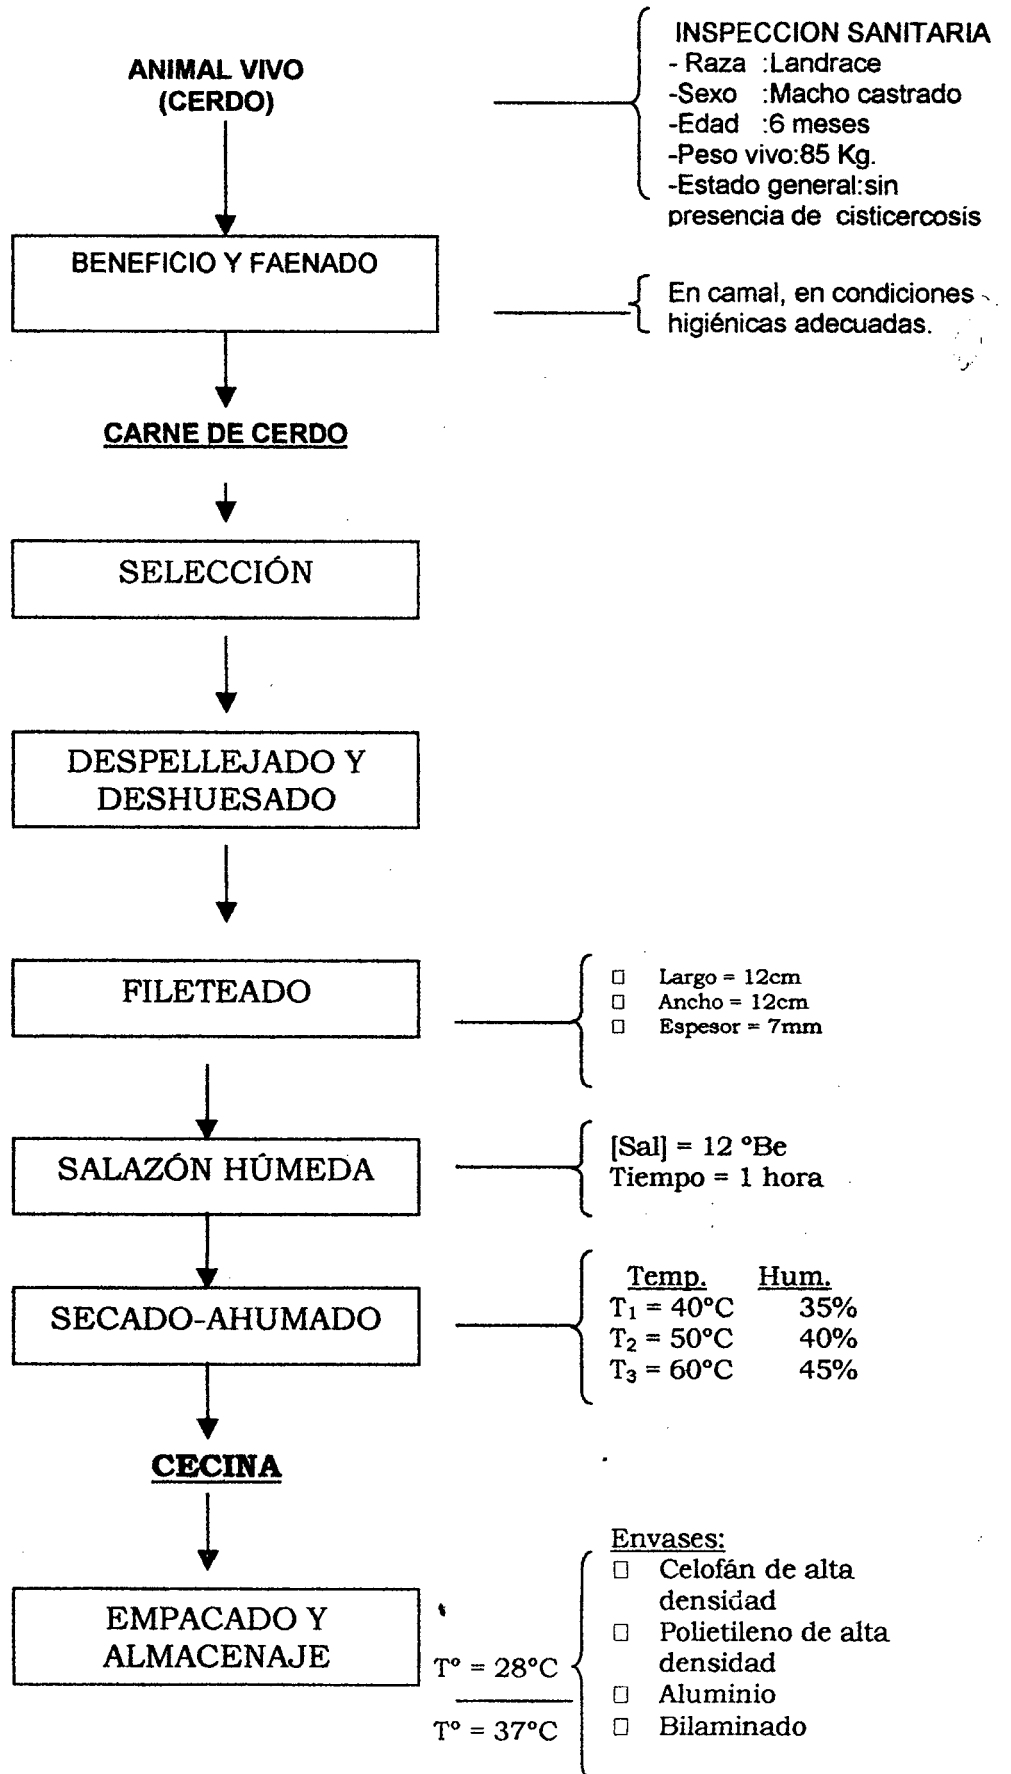 ANIMAL VIVO
(CERDO)
INSPECCION SANITARIA
- Raza :Landrace
-Sexo :Macho castrado
-Edad :6 meses
-Peso vivo:85 Kg.
-Estado general:sin
presencia de cisticercosis
BENEFICIO Y FAENADO
En camal, en condiciones
higiénicas adecuadas.
CARNE DE CERDO
SELECCIÓN
DESPELLEJADO Y
DESHUESADO
FILETEADO
□ Largo = 12cm
□ Ancho = 12cm
□ Espesor = 7mm
SALAZÓN HÚMEDA
[Sal] = 12 ºBe
Tiempo = 1 hora
SECADO-AHUMADO
Temp. Hum.
T₁ = 40°C 35%
T₂ = 50°C 40%
T₃ = 60°C 45%
CECINA
EMPACADO Y
ALMACENAJE
Tº = 28°C
Tº = 37°C
Envases:
□ Celofán de alta
densidad
□ Polietileno de alta
densidad
□ Aluminio
□ Bilaminado